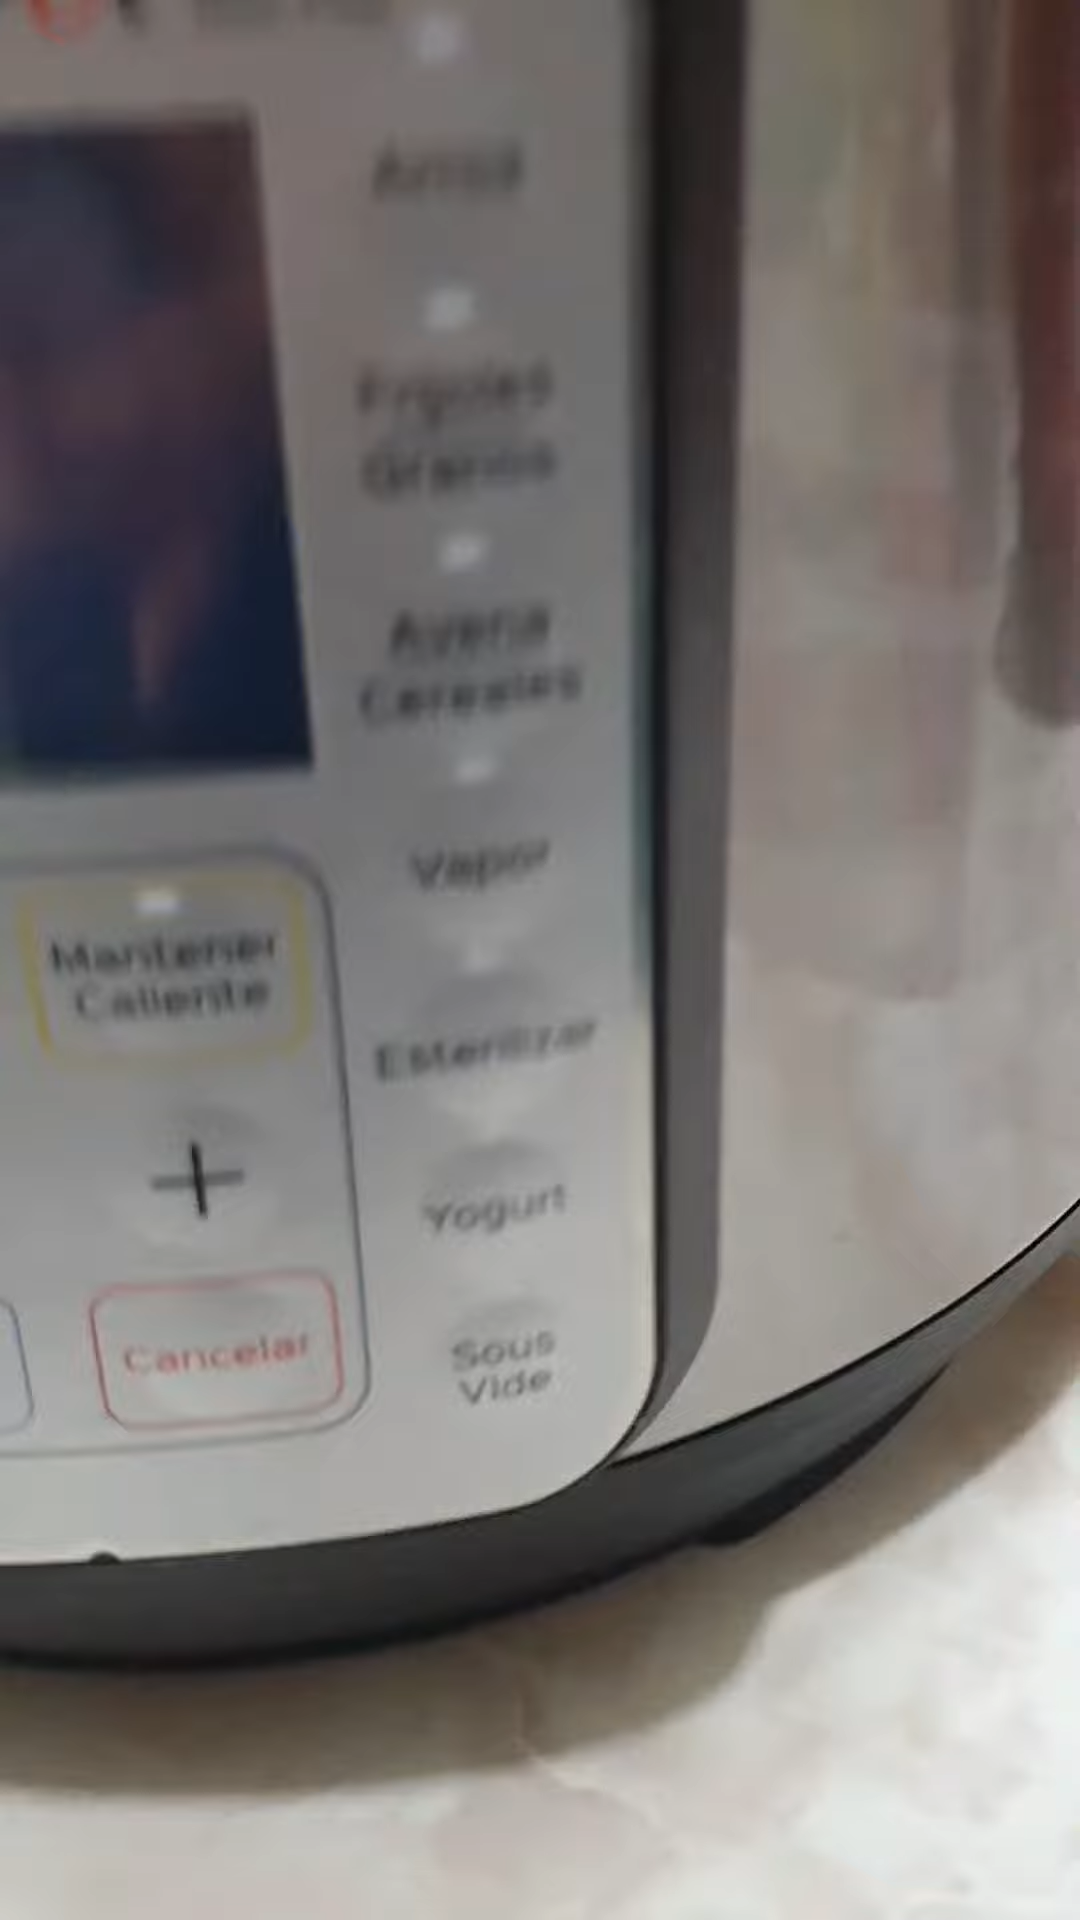 Arroz
Frijoles
Granos
Avena
Cereales
Vapor
Mantener
Caliente
Esterilizar
+
Yogurt
Cancelar
Sous
Vide